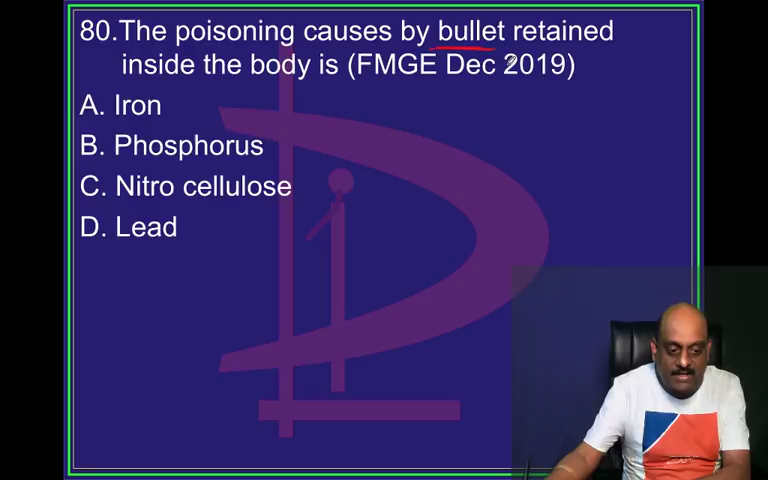 80.The poisoning causes by bullet retained
inside the body is (FMGE Dec 2019)
A. Iron
B. Phosphorus
C. Nitro cellulose
D. Lead